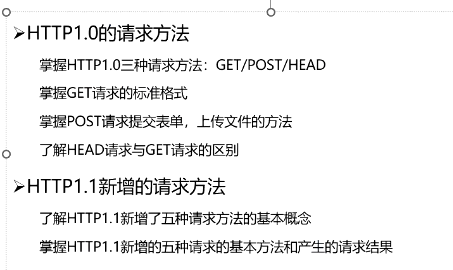 ➢HTTP1.0的请求方法
掌握HTTP1.0三种请求方法：GET/POST/HEAD
掌握GET请求的标准格式
掌握POST请求提交表单，上传文件的方法
了解HEAD请求与GET请求的区别
➢HTTP1.1新增的请求方法
了解HTTP1.1新增了五种请求方法的基本概念
掌握HTTP1.1新增的五种请求的基本方法和产生的请求结果